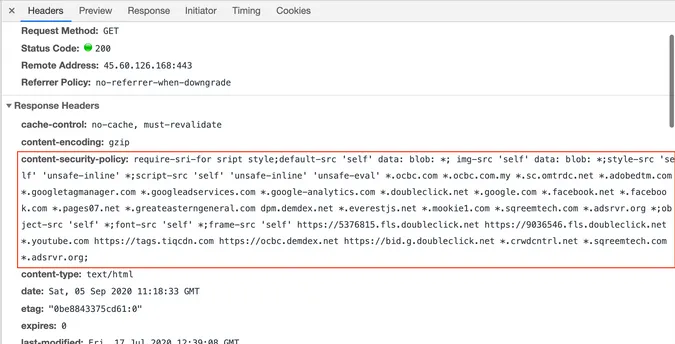 × Headers Preview Response Initiator Timing Cookies
Request Method: GET
Status Code: 200
Remote Address: 45.60.126.168:443
Referrer Policy: no-referrer-when-downgrade
▼ Response Headers
cache-control: no-cache, must-revalidate
content-encoding: gzip
content-security-policy: require-sri-for sript style;default-src 'self' data: blob: *; img-src 'self' data: blob: *;style-src 'se
lf' 'unsafe-inline' *;script-src 'self' 'unsafe-inline' 'unsafe-eval' *.ocbc.com *.ocbc.com.my *.sc.omtrdc.net *.adobedtm.com
*.googletagmanager.com *.googleadservices.com *.google-analytics.com *.doubleclick.net *.google.com *.facebook.net *.faceboo
k.com *.pages07.net *.greateasterngeneral.com dpm.demdex.net *.everestjs.net *.mookie1.com *.sqreemtech.com *.adsrvr.org *;ob
ject-src 'self' *;font-src 'self' *;frame-src 'self' https://5376815.fls.doubleclick.net https://9036546.fls.doubleclick.net
*.youtube.com https://tags.tiqcdn.com https://ocbc.demdex.net https://bid.g.doubleclick.net *.crwdcntrl.net *.sqreemtech.com
*.adsrvr.org;
content-type: text/html
date: Sat, 05 Sep 2020 11:18:33 GMT
etag: "0be8843375cd61:0"
expires: 0
last-modified: Fri, 17 Jul 2020 12:39:08 GMT